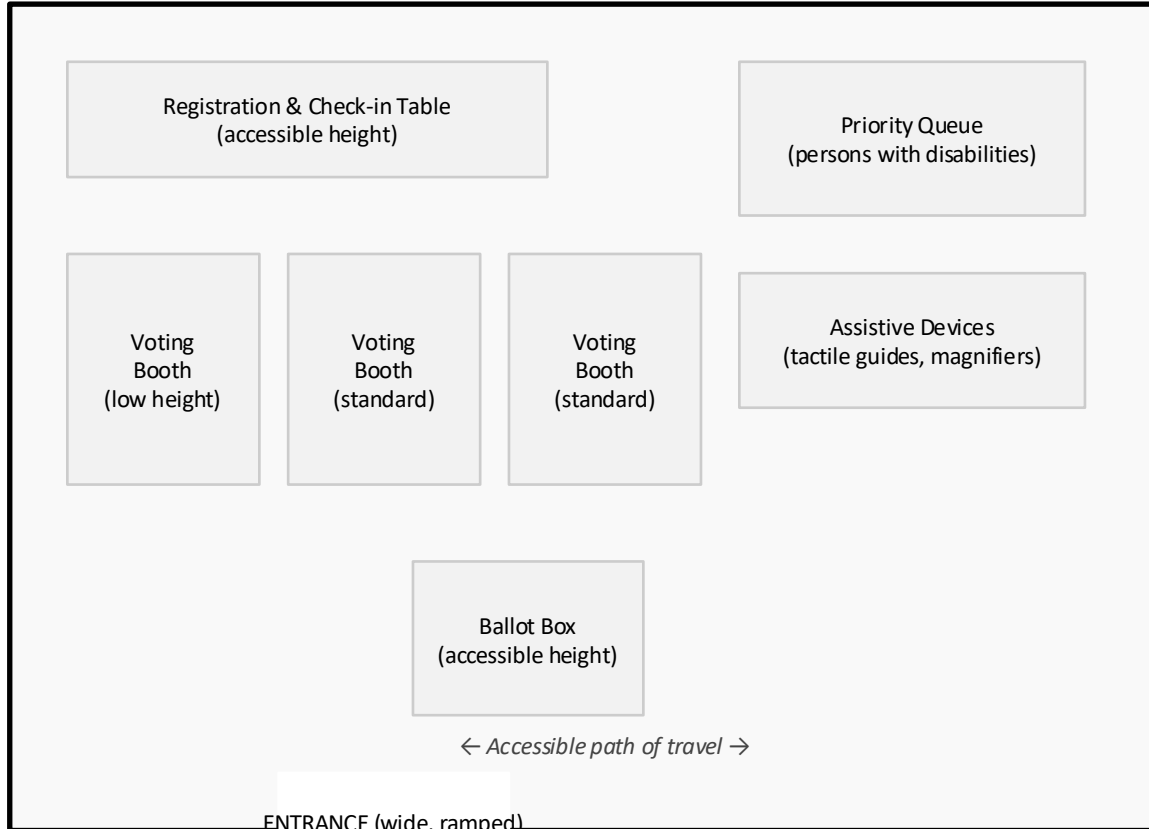 Registration & Check-in Table
(accessible height)
Priority Queue
(persons with disabilities)
Voting
Booth
(low height)
Voting
Booth
(standard)
Voting
Booth
(standard)
Assistive Devices
(tactile guides, magnifiers)
Ballot Box
(accessible height)
← Accessible path of travel →
ENTRANCE (wide, ramped)